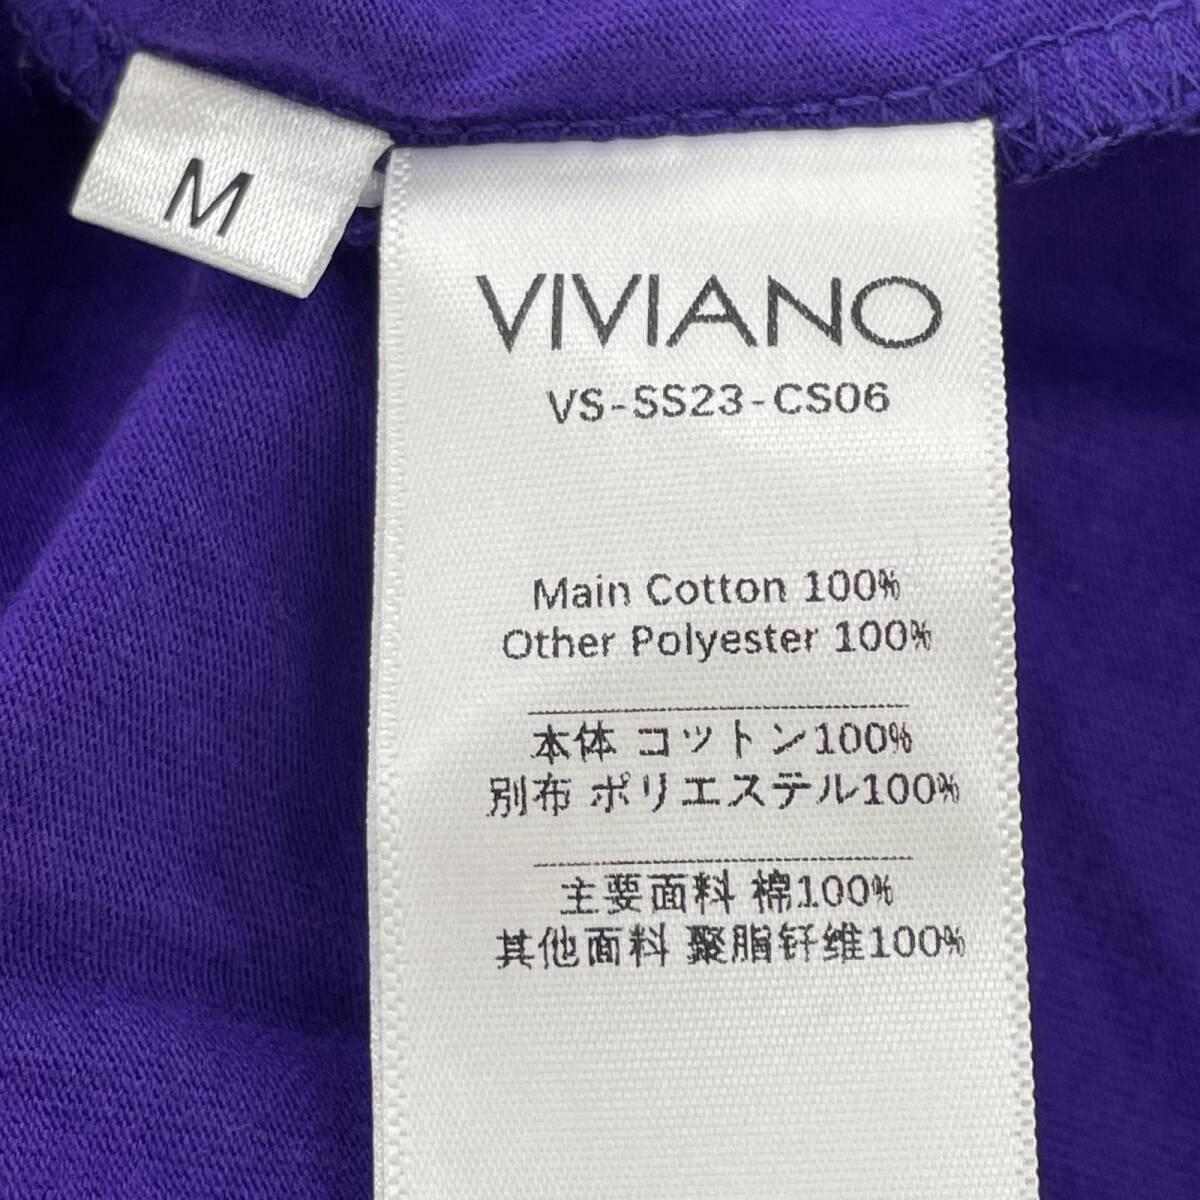 M
VIVIANO
VS-SS23-CS06
Main Cotton 100%
Other Polyester 100%
本体 コットン100%
別布 ポリエステル100%
主要面料 棉100%
其他面料 聚脂钎维100%